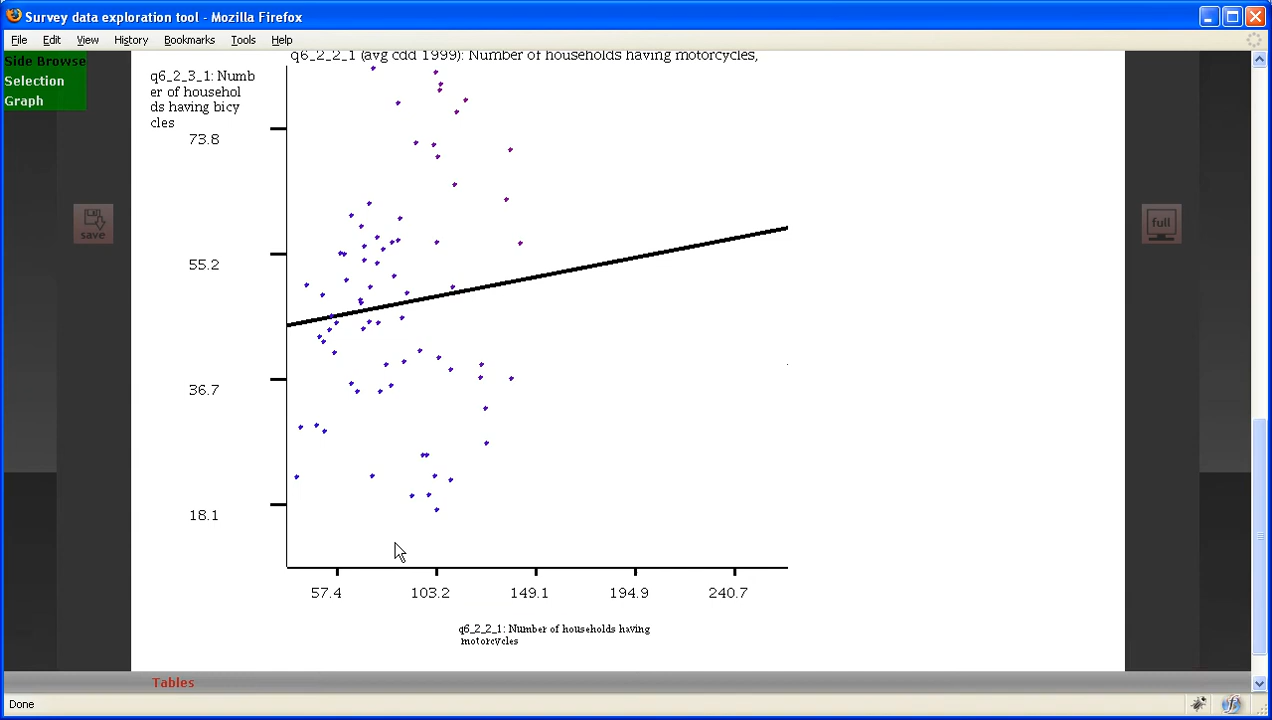 Survey data exploration tool - Mozilla Firefox
File Edit View History Bookmarks Tools Help
Side Browse
Selection
Graph
q6_2_2_1 (avg cdd 1999): Number of households having motorcycles,
q6_2_3_1: Numb
er of househol
ds having bicy
cles
73.8
55.2
36.7
18.1
save
full
57.4 103.2 149.1 194.9 240.7
q6_2_2_1: Number of households having
motorcycles
Tables
Done